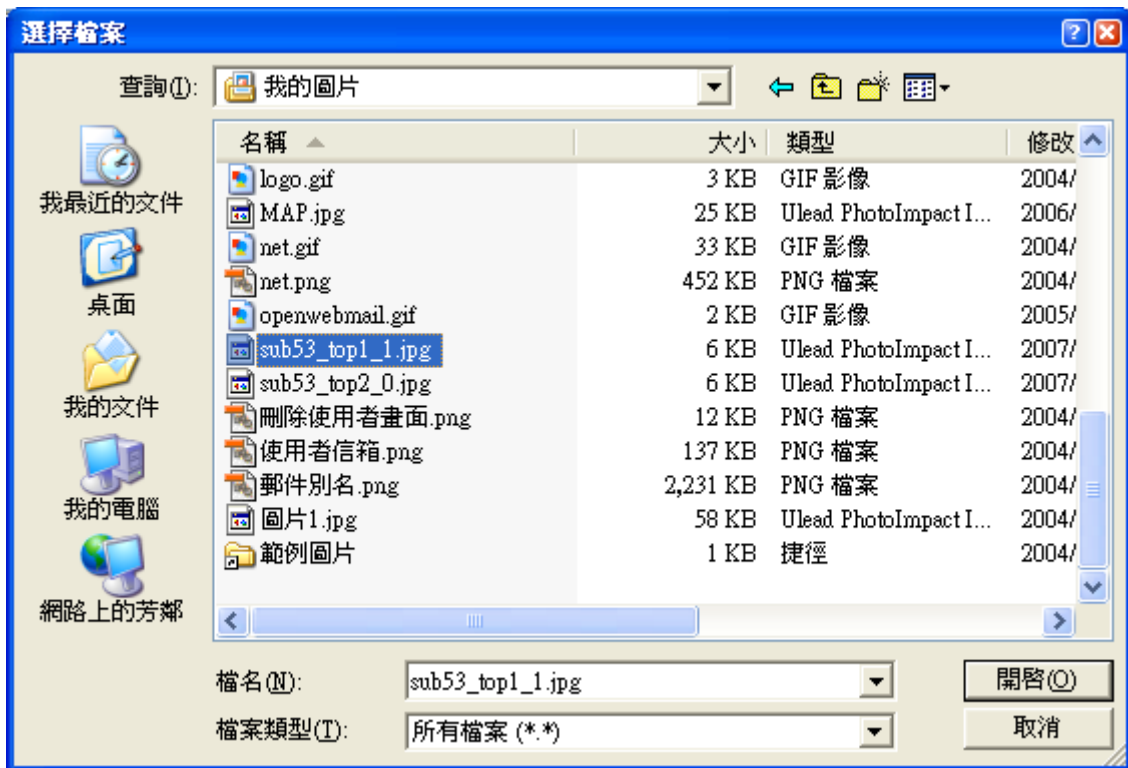 選擇檔案
查詢(I): 我的圖片
我最近的文件
桌面
我的文件
我的電腦
網路上的芳鄰
名稱 大小 類型 修改
logo.gif 3 KB GIF 影像 2004/
MAP.jpg 25 KB Ulead PhotoImpact I... 2006/
net.gif 33 KB GIF 影像 2004/
net.png 452 KB PNG 檔案 2004/
openwebmail.gif 2 KB GIF 影像 2005/
sub53_top1_1.jpg 6 KB Ulead PhotoImpact I... 2007/
sub53_top2_0.jpg 6 KB Ulead PhotoImpact I... 2007/
刪除使用者畫面.png 12 KB PNG 檔案 2004/
使用者信箱.png 137 KB PNG 檔案 2004/
郵件別名.png 2,231 KB PNG 檔案 2004/
圖片1.jpg 58 KB Ulead PhotoImpact I... 2004/
範例圖片 1 KB 捷徑 2004/
檔名(N): sub53_top1_1.jpg 開啓(O)
檔案類型(T): 所有檔案 (*.*) 取消